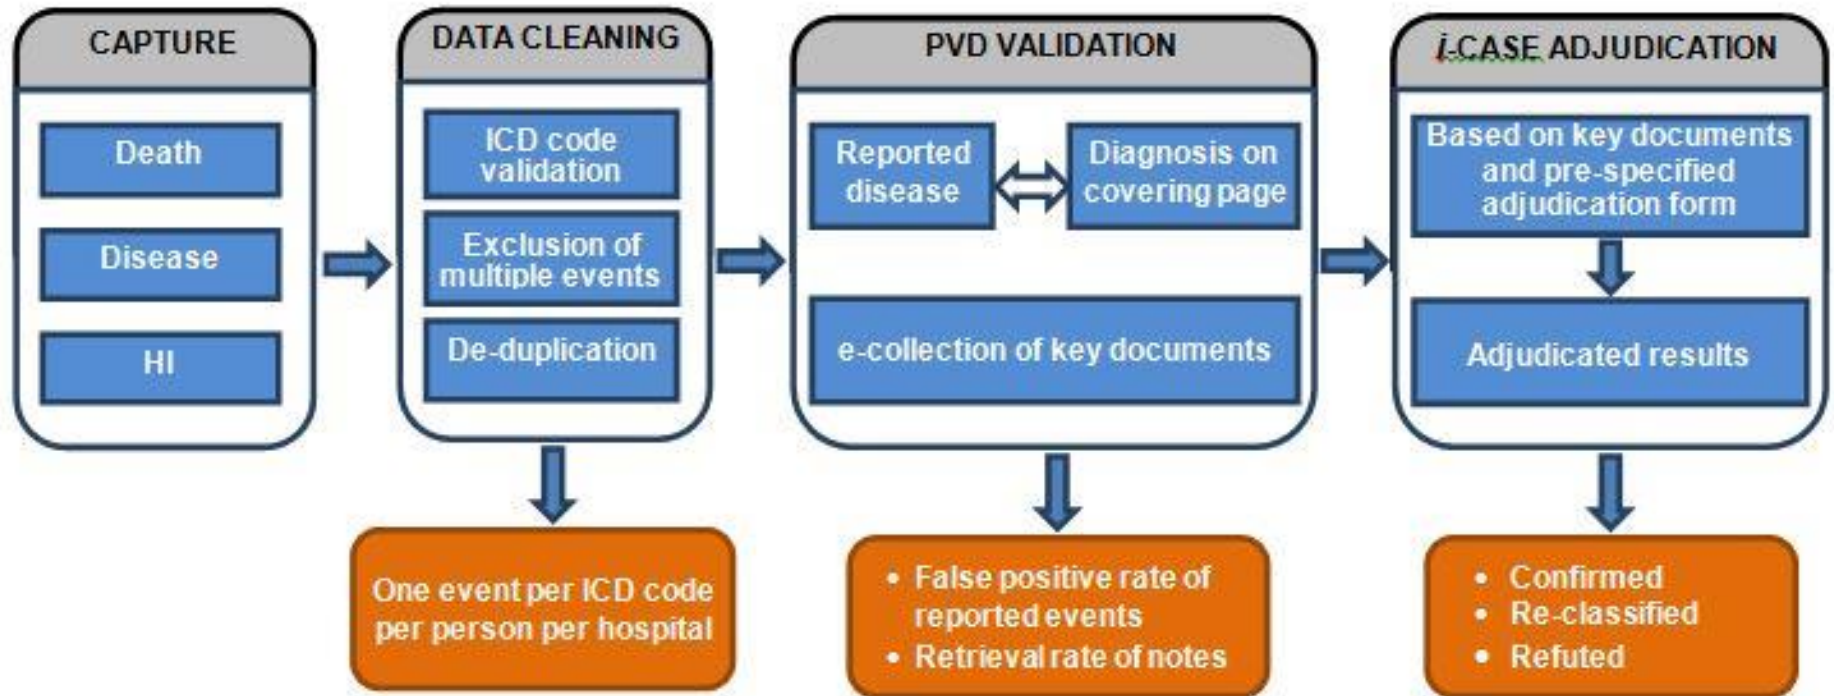 CAPTURE
Death
Disease
HI
DATA CLEANING
ICD code
validation
Exclusion of
multiple events
De-duplication
One event per ICD code
per person per hospital
PVD VALIDATION
Reported
disease
Diagnosis on
covering page
e-collection of key documents
• False positive rate of
reported events
• Retrieval rate of notes
i-CASE ADJUDICATION
Based on key documents
and pre-specified
adjudication form
Adjudicated results
• Confirmed
• Re-classified
• Refuted